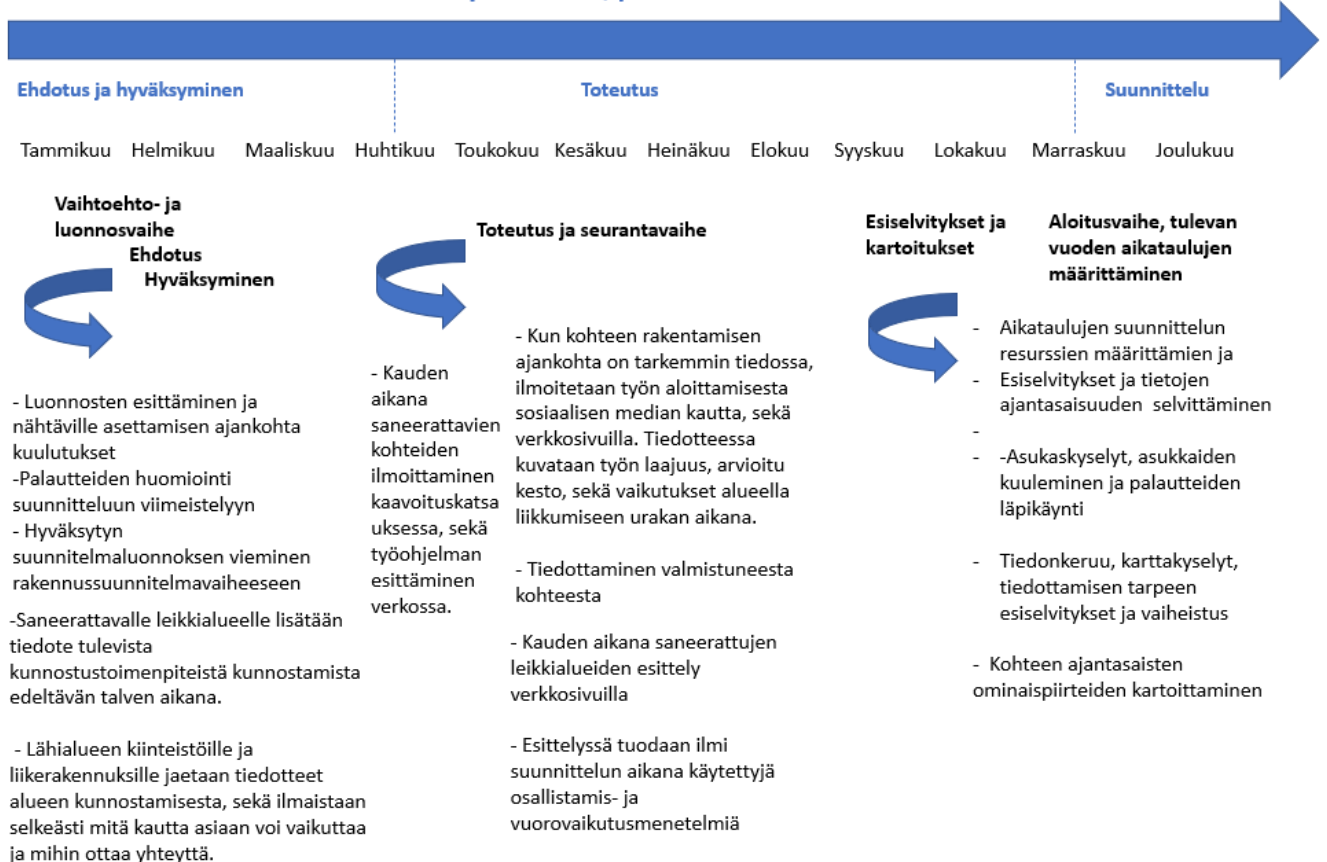 Ehdotus ja hyväksyminen
Toteutus
Suunnittelu
Tammikuu Helmikuu Maaliskuu Huhtikuu Toukokuu Kesäkuu Heinäkuu Elokuu Syyskuu Lokakuu Marraskuu Joulukuu
Vaihtoehto- ja
luonnosvaihe
Ehdotus
Hyväksyminen
- Luonnosten esittäminen ja
nähtäville asettamisen ajankohta
kuulutukset
-Palautteiden huomiointi
suunnitteluun viimeistelyyn
- Hyväksytyn
suunnitelmaluonnoksen vieminen
rakennussuunnitelmavaiheeseen
-Saneerattavalle leikkialueelle lisätään
tiedote tulevista
kunnostustoimenpiteistä kunnostamista
edeltävän talven aikana.
- Lähialueen kiinteistöille ja
liikerakennuksille jaetaan tiedotteet
alueen kunnostamisesta, sekä ilmaistaan
selkeästi mitä kautta asiaan voi vaikuttaa
ja mihin ottaa yhteyttä.
Toteutus ja seurantavaihe
- Kauden
aikana
saneerattavien
kohteiden
ilmoittaminen
kaavoituskatsa
uksessa, sekä
työohjelman
esittäminen
verkossa.
- Kun kohteen rakentamisen
ajankohta on tarkemmin tiedossa,
ilmoitetaan työn aloittamisesta
sosiaalisen median kautta, sekä
verkkosivuilla. Tiedotteessa
kuvataan työn laajuus, arvioitu
kesto, sekä vaikutukset alueella
liikkumiseen urakan aikana.
- Tiedottaminen valmistuneesta
kohteesta
- Kauden aikana saneerattujen
leikkialueiden esittely
verkkosivuilla
- Esittelyssä tuodaan ilmi
suunnittelun aikana käytettyjä
osallistamis- ja
vuorovaikutusmenetelmiä
Esiselvitykset ja
kartoitukset
Aloitusvaihe, tulevan
vuoden aikataulujen
määrittäminen
- Aikataulujen suunnittelun
resurssien määrittämien ja
- Esiselvitykset ja tietojen
ajantasaisuuden selvittäminen
-
- -Asukaskyselyt, asukkaiden
kuuleminen ja palautteiden
läpikäynti
- Tiedonkeruu, karttakyselyt,
tiedottamisen tarpeen
esiselvitykset ja vaiheistus
- Kohteen ajantasaisten
ominaispiirteiden kartoittaminen